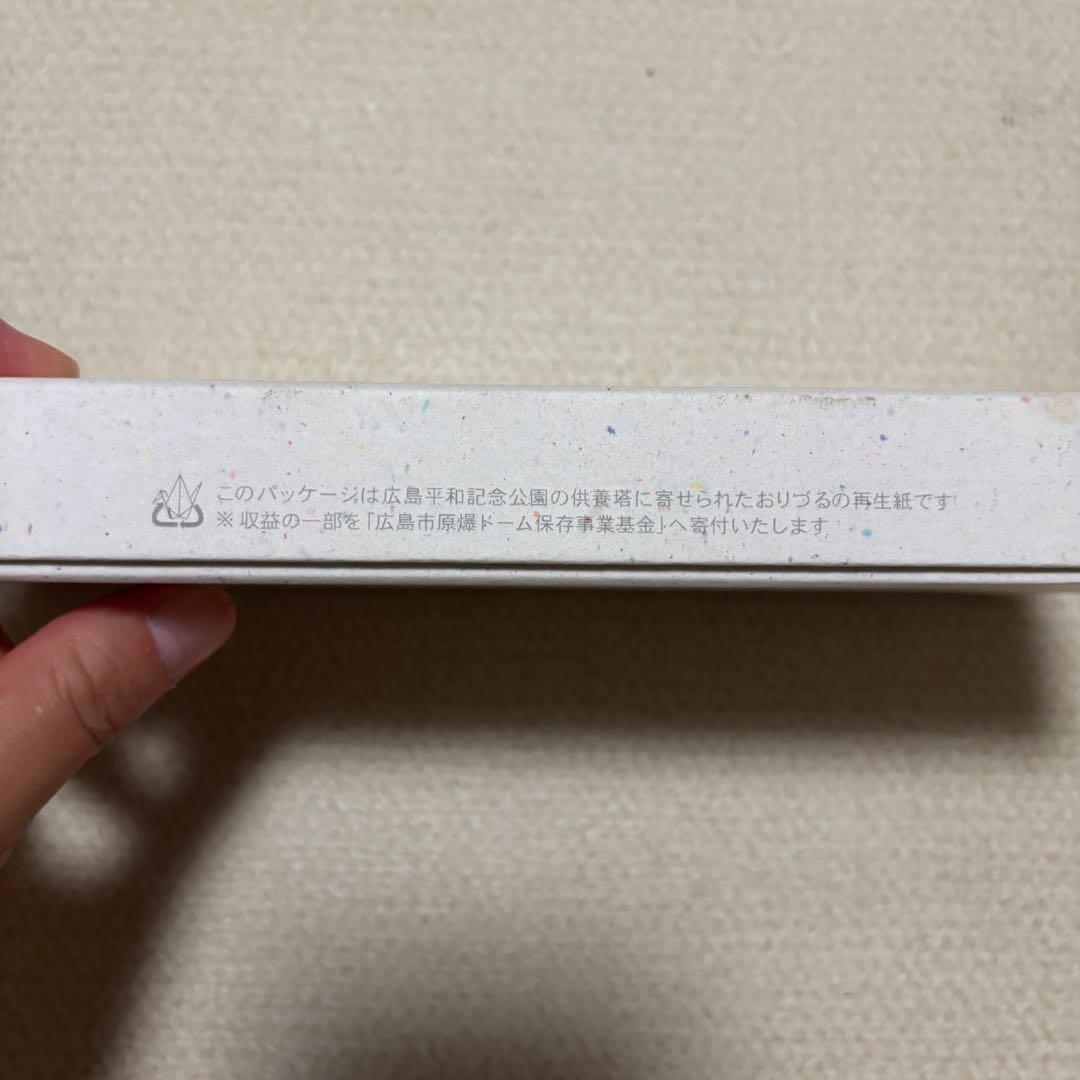 このパッケージは広島平和記念公園の供養塔に寄せられたおりづるの再生紙です
※ 収益の一部を「広島市原爆ドーム保存事業基金」へ寄付いたします